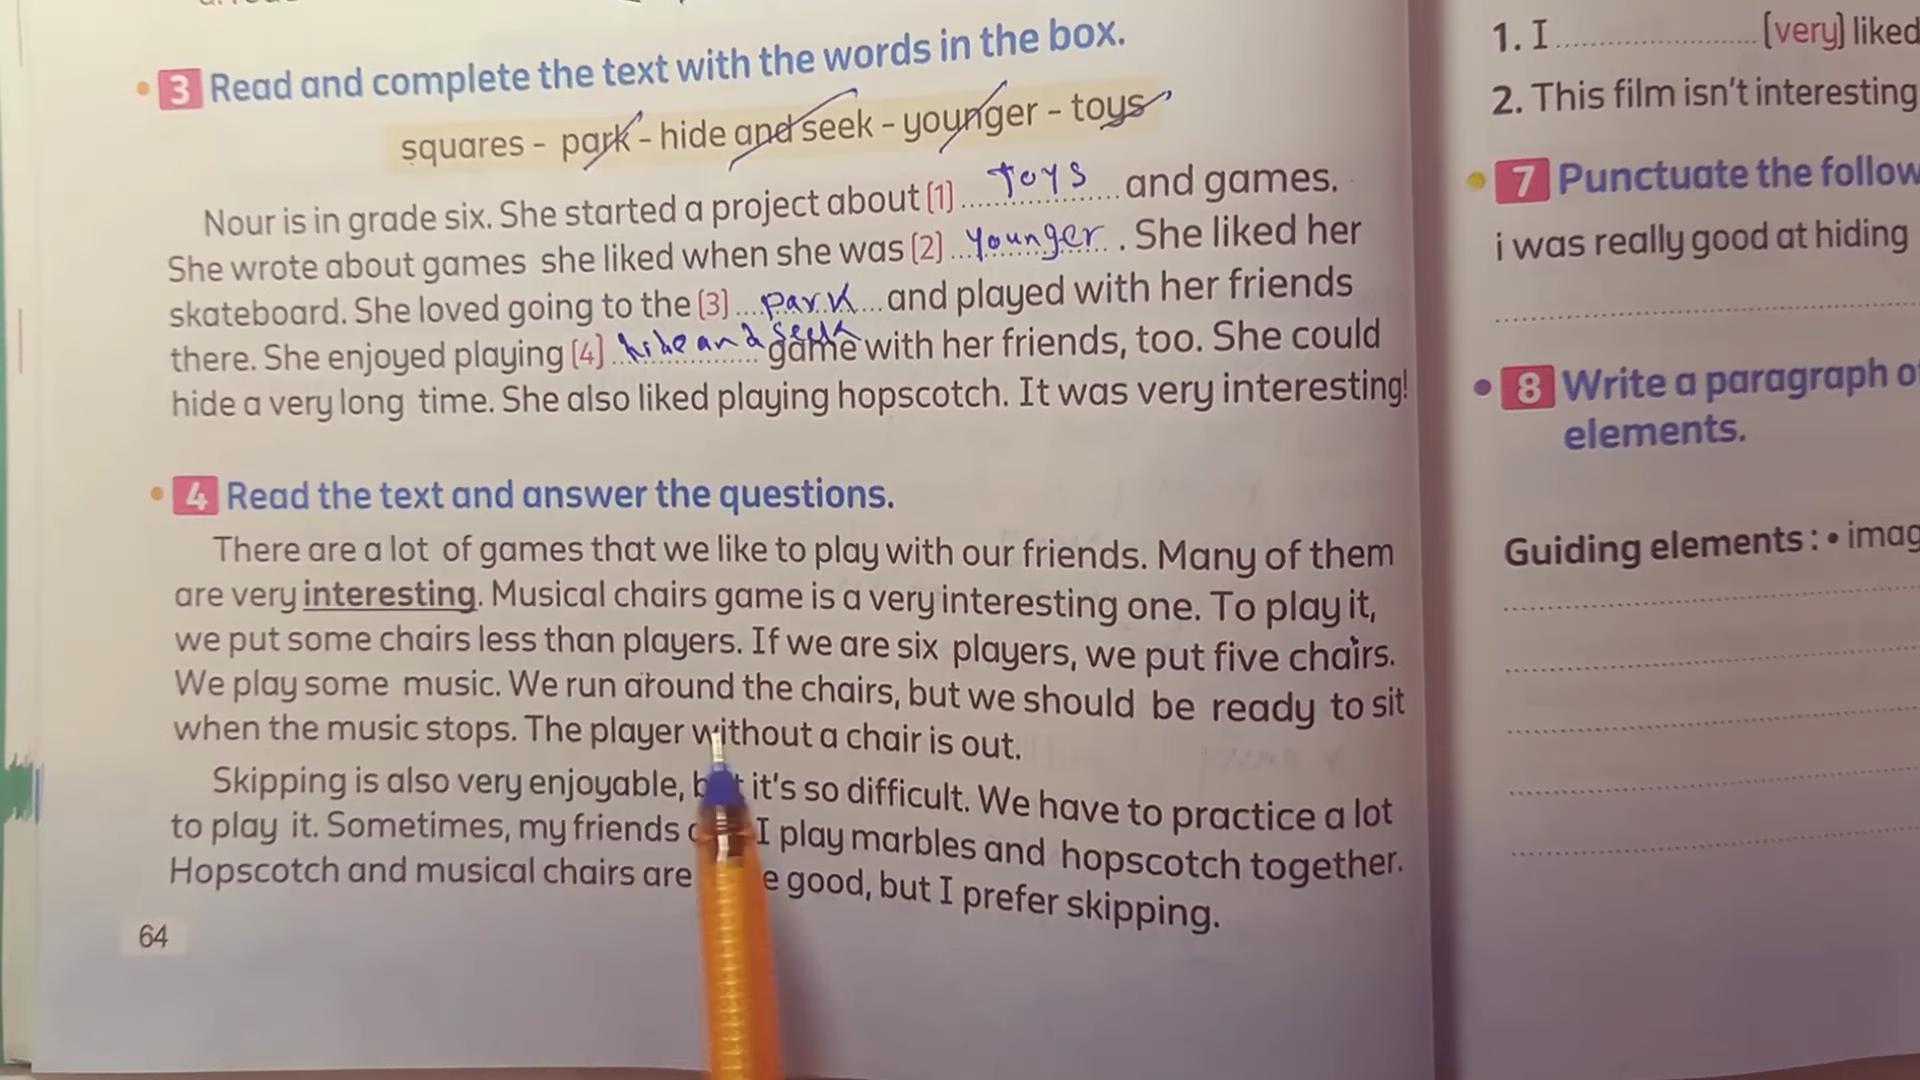 3 Read and complete the text with the words in the box.
squares - park - hide and seek - younger - toys
Nour is in grade six. She started a project about (1) Toys and games.
She wrote about games she liked when she was (2) younger . She liked her
skateboard. She loved going to the (3) park and played with her friends
there. She enjoyed playing (4) hide and seek game with her friends, too. She could
hide a very long time. She also liked playing hopscotch. It was very interesting!
4 Read the text and answer the questions.
There are a lot of games that we like to play with our friends. Many of them
are very interesting. Musical chairs game is a very interesting one. To play it,
we put some chairs less than players. If we are six players, we put five chairs.
We play some music. We run around the chairs, but we should be ready to sit
when the music stops. The player without a chair is out.
Skipping is also very enjoyable, but it's so difficult. We have to practice a lot
to play it. Sometimes, my friends I play marbles and hopscotch together.
Hopscotch and musical chairs are good, but I prefer skipping.
64
1. I (very) liked
2. This film isn't interesting
7 Punctuate the follow
i was really good at hiding
8 Write a paragraph o
elements.
Guiding elements : • imag